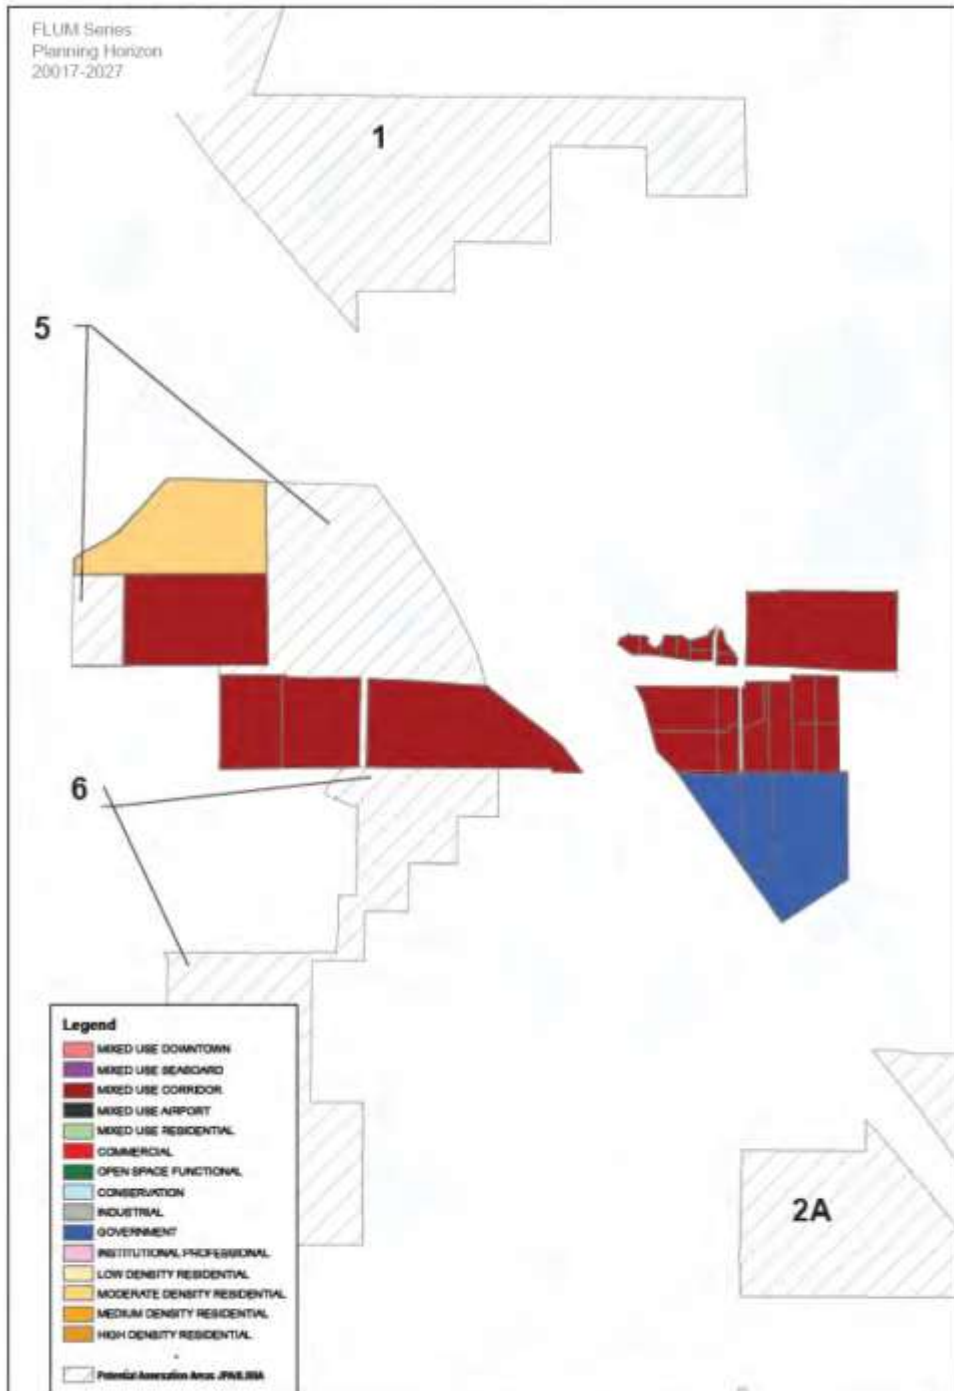 FLUM Series
Planning Horizon
20017-2027
1
5
6
2A
Legend
MIXED USE DOWNTOWN
MIXED USE SEABOARD
MIXED USE CORRIDOR
MIXED USE AIRPORT
MIXED USE RESIDENTIAL
COMMERCIAL
OPEN SPACE FUNCTIONAL
CONSERVATION
INDUSTRIAL
GOVERNMENT
INSTITUTIONAL PROFESSIONAL
LOW DENSITY RESIDENTIAL
MODERATE DENSITY RESIDENTIAL
MEDIUM DENSITY RESIDENTIAL
HIGH DENSITY RESIDENTIAL
Potential Annexation Areas